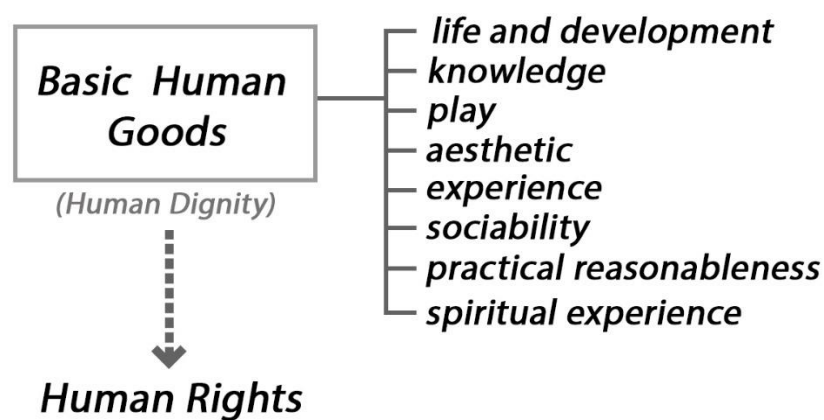 Basic Human
Goods
(Human Dignity)
Human Rights
life and development
knowledge
play
aesthetic
experience
sociability
practical reasonableness
spiritual experience